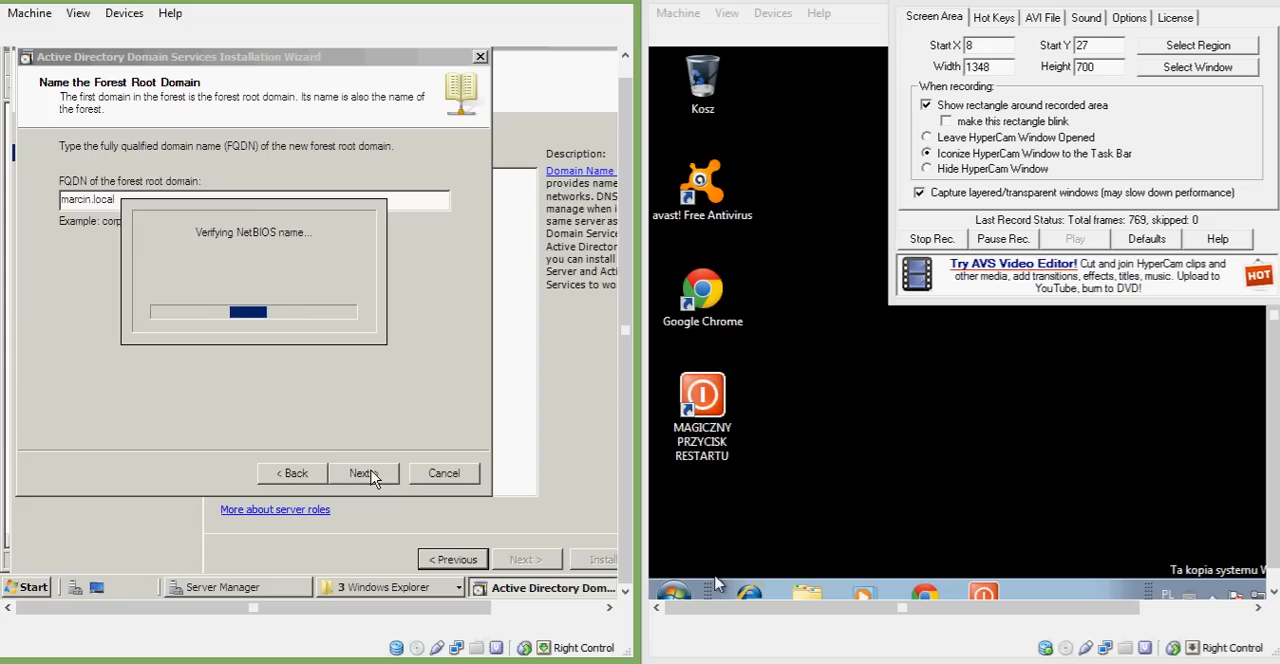 Machine View Devices Help
Active Directory Domain Services Installation Wizard
Name the Forest Root Domain
The first domain in the forest is the forest root domain. Its name is also the name of
the forest.
Type the fully qualified domain name (FQDN) of the new forest root domain.
FQDN of the forest root domain:
marcin.local
Example: corp
Verifying NetBIOS name...
< Back Next Cancel
Description:
Domain Name
provides name
networks. DNS
manage when i
same server as
Domain Service
Active Director
you can install
Server and Acti
Services to wo
More about server roles
< Previous Next > Install
Start Server Manager 3 Windows Explorer Active Directory Dom...
Right Control
Machine View Devices Help
Kosz
avast! Free Antivirus
Google Chrome
MAGICZNY
PRZYCISK
RESTARTU
Ta kopia systemu W
PL
Right Control
Screen Area Hot Keys AVI File Sound Options License
Start X 8 Start Y 27 Select Region
Width 1348 Height 700 Select Window
When recording:
Show rectangle around recorded area
make this rectangle blink
Leave HyperCam Window Opened
Iconize HyperCam Window to the Task Bar
Hide HyperCam Window
Capture layered/transparent windows (may slow down performance)
Last Record Status: Total frames: 769, skipped: 0
Stop Rec. Pause Rec. Play Defaults Help
Try AVS Video Editor! Cut and join HyperCam clips and
other media, add transitions, effects, titles, music. Upload to
YouTube, burn to DVD!
HOT